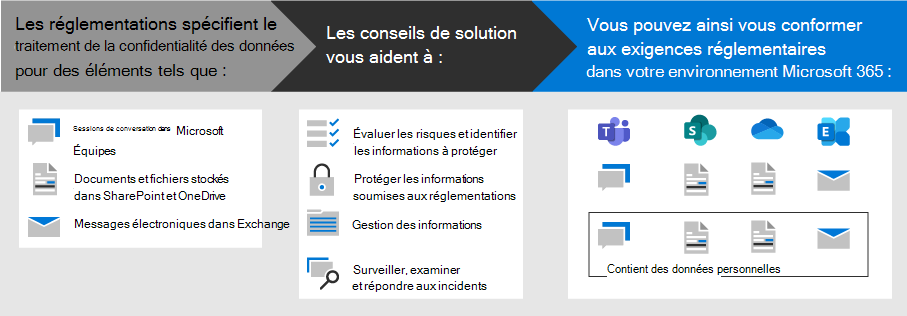 Les réglementations spécifient le
traitement de la confidentialité des données
pour des éléments tels que :
Les conseils de solution
vous aident à :
Vous pouvez ainsi vous conformer
aux exigences réglementaires
dans votre environnement Microsoft 365 :
Sessions de conversation dans Microsoft
Équipes
Documents et fichiers stockés
dans SharePoint et OneDrive
Messages électroniques dans Exchange
Évaluer les risques et identifier
les informations à protéger
Protéger les informations
soumises aux réglementations
Gestion des informations
Surveiller, examiner
et répondre aux incidents
Contient des données personnelles